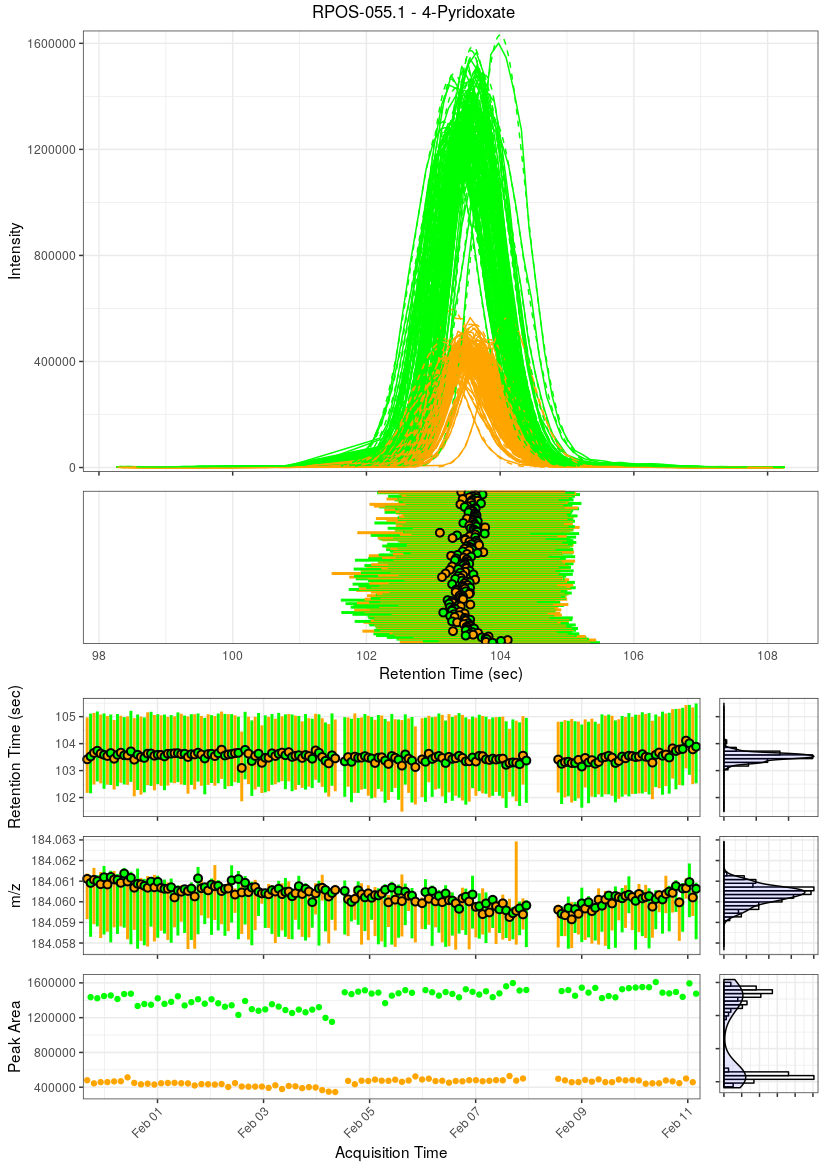 RPOS-055.1 - 4-Pyridoxate
Intensity
1600000
1200000
800000
400000
0
98 100 102 104 106 108
Retention Time (sec)
Retention Time (sec)
105
104
103
102
m/z
184.063
184.062
184.061
184.060
184.059
184.058
Peak Area
1600000
1200000
800000
400000
Feb 01 Feb 03 Feb 05 Feb 07 Feb 09 Feb 11
Acquisition Time